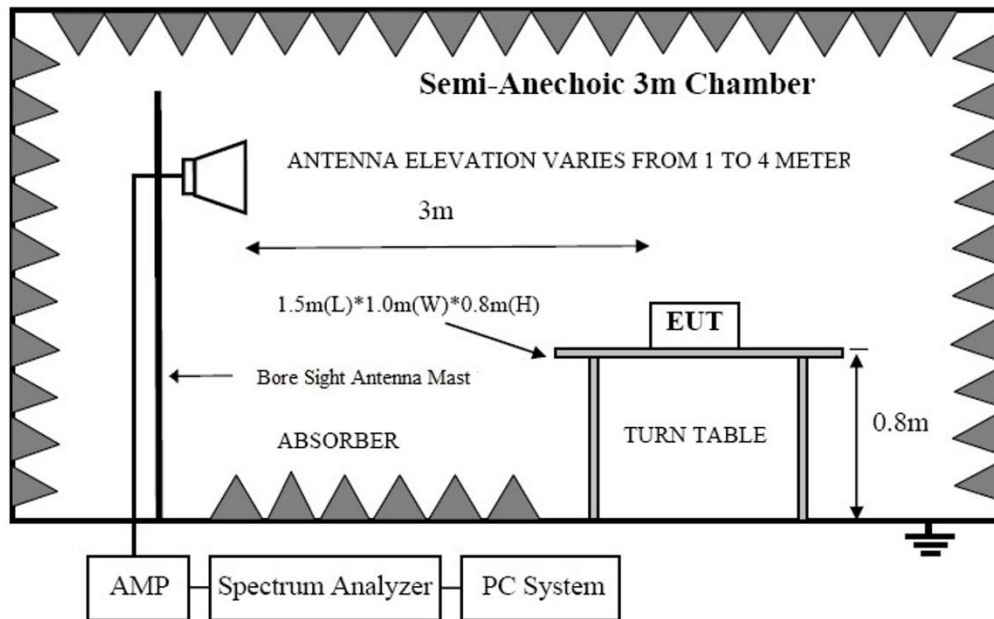 Semi-Anechoic 3m Chamber
ANTENNA ELEVATION VARIES FROM 1 TO 4 METER
3m
1.5m(L)*1.0m(W)*0.8m(H)
EUT
Bore Sight Antenna Mast
0.8m
ABSORBER
TURN TABLE
AMP
Spectrum Analyzer
PC System